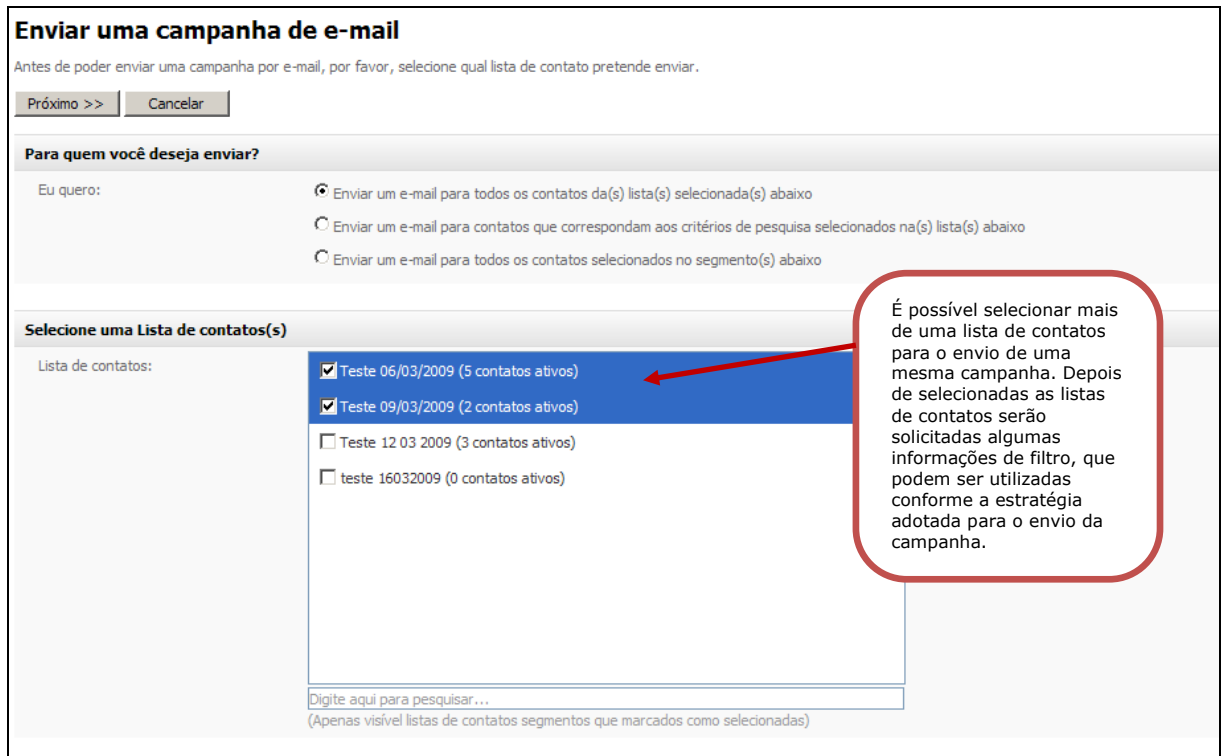 Enviar uma campanha de e-mail
Antes de poder enviar uma campanha por e-mail, por favor, selecione qual lista de contato pretende enviar.
Próximo >> Cancelar
Para quem você deseja enviar?
Eu quero:
Enviar um e-mail para todos os contatos da(s) lista(s) selecionada(s) abaixo
Enviar um e-mail para contatos que correspondam aos critérios de pesquisa selecionados na(s) lista(s) abaixo
Enviar um e-mail para todos os contatos selecionados no segmento(s) abaixo
Selecione uma Lista de contatos(s)
Lista de contatos:
Teste 06/03/2009 (5 contatos ativos)
Teste 09/03/2009 (2 contatos ativos)
Teste 12 03 2009 (3 contatos ativos)
teste 16032009 (0 contatos ativos)
É possível selecionar mais
de uma lista de contatos
para o envio de uma
mesma campanha. Depois
de selecionadas as listas
de contatos serão
solicitadas algumas
informações de filtro, que
podem ser utilizadas
conforme a estratégia
adotada para o envio da
campanha.
Digite aqui para pesquisar...
(Apenas visível listas de contatos segmentos que marcados como selecionadas)